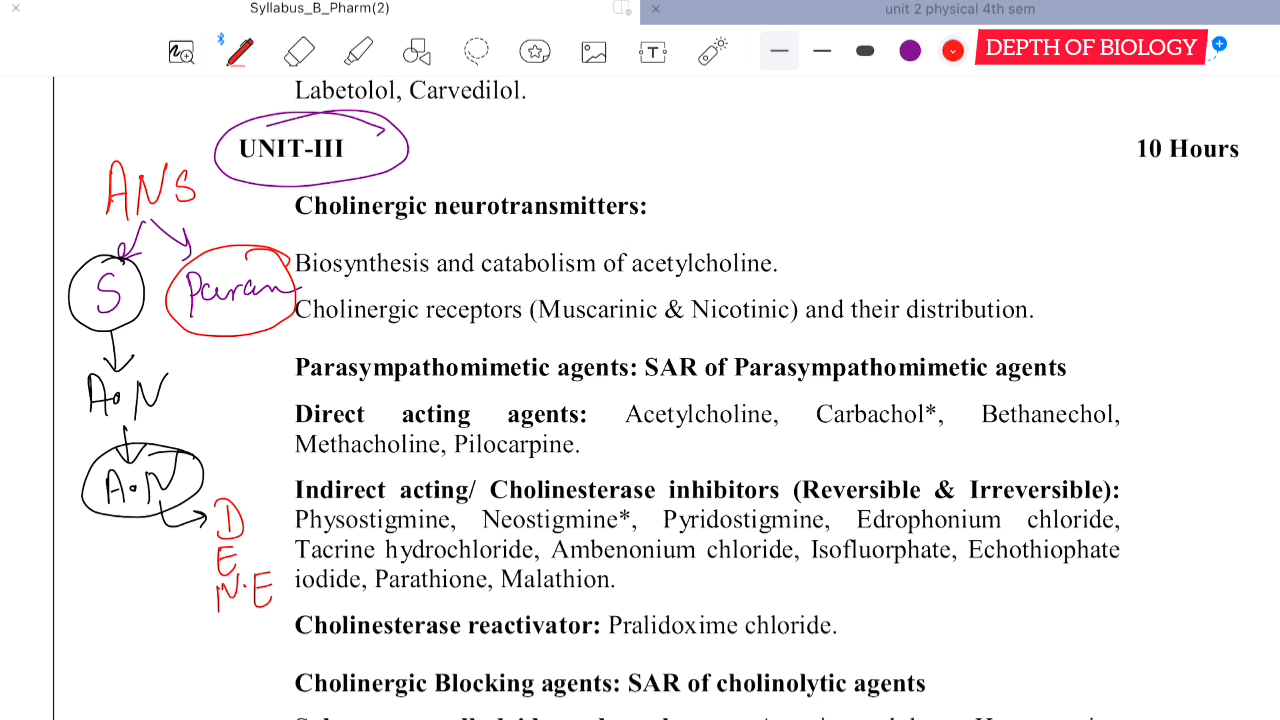 Syllabus_B_Pharm(2)
unit 2 physical 4th sem
T
DEPTH OF BIOLOGY
Labetolol, Carvedilol.
UNIT-III
10 Hours
ANS
Cholinergic neurotransmitters:
S
Param
Biosynthesis and catabolism of acetylcholine.
Cholinergic receptors (Muscarinic & Nicotinic) and their distribution.
A.N
Parasympathomimetic agents: SAR of Parasympathomimetic agents
Direct acting agents: Acetylcholine, Carbachol*, Bethanechol,
Methacholine, Pilocarpine.
A.N
Indirect acting/ Cholinesterase inhibitors (Reversible & Irreversible):
D
Physostigmine, Neostigmine*, Pyridostigmine, Edrophonium chloride,
E
Tacrine hydrochloride, Ambenonium chloride, Isofluorphate, Echothiophate
N.E
iodide, Parathione, Malathion.
Cholinesterase reactivator: Pralidoxime chloride.
Cholinergic Blocking agents: SAR of cholinolytic agents